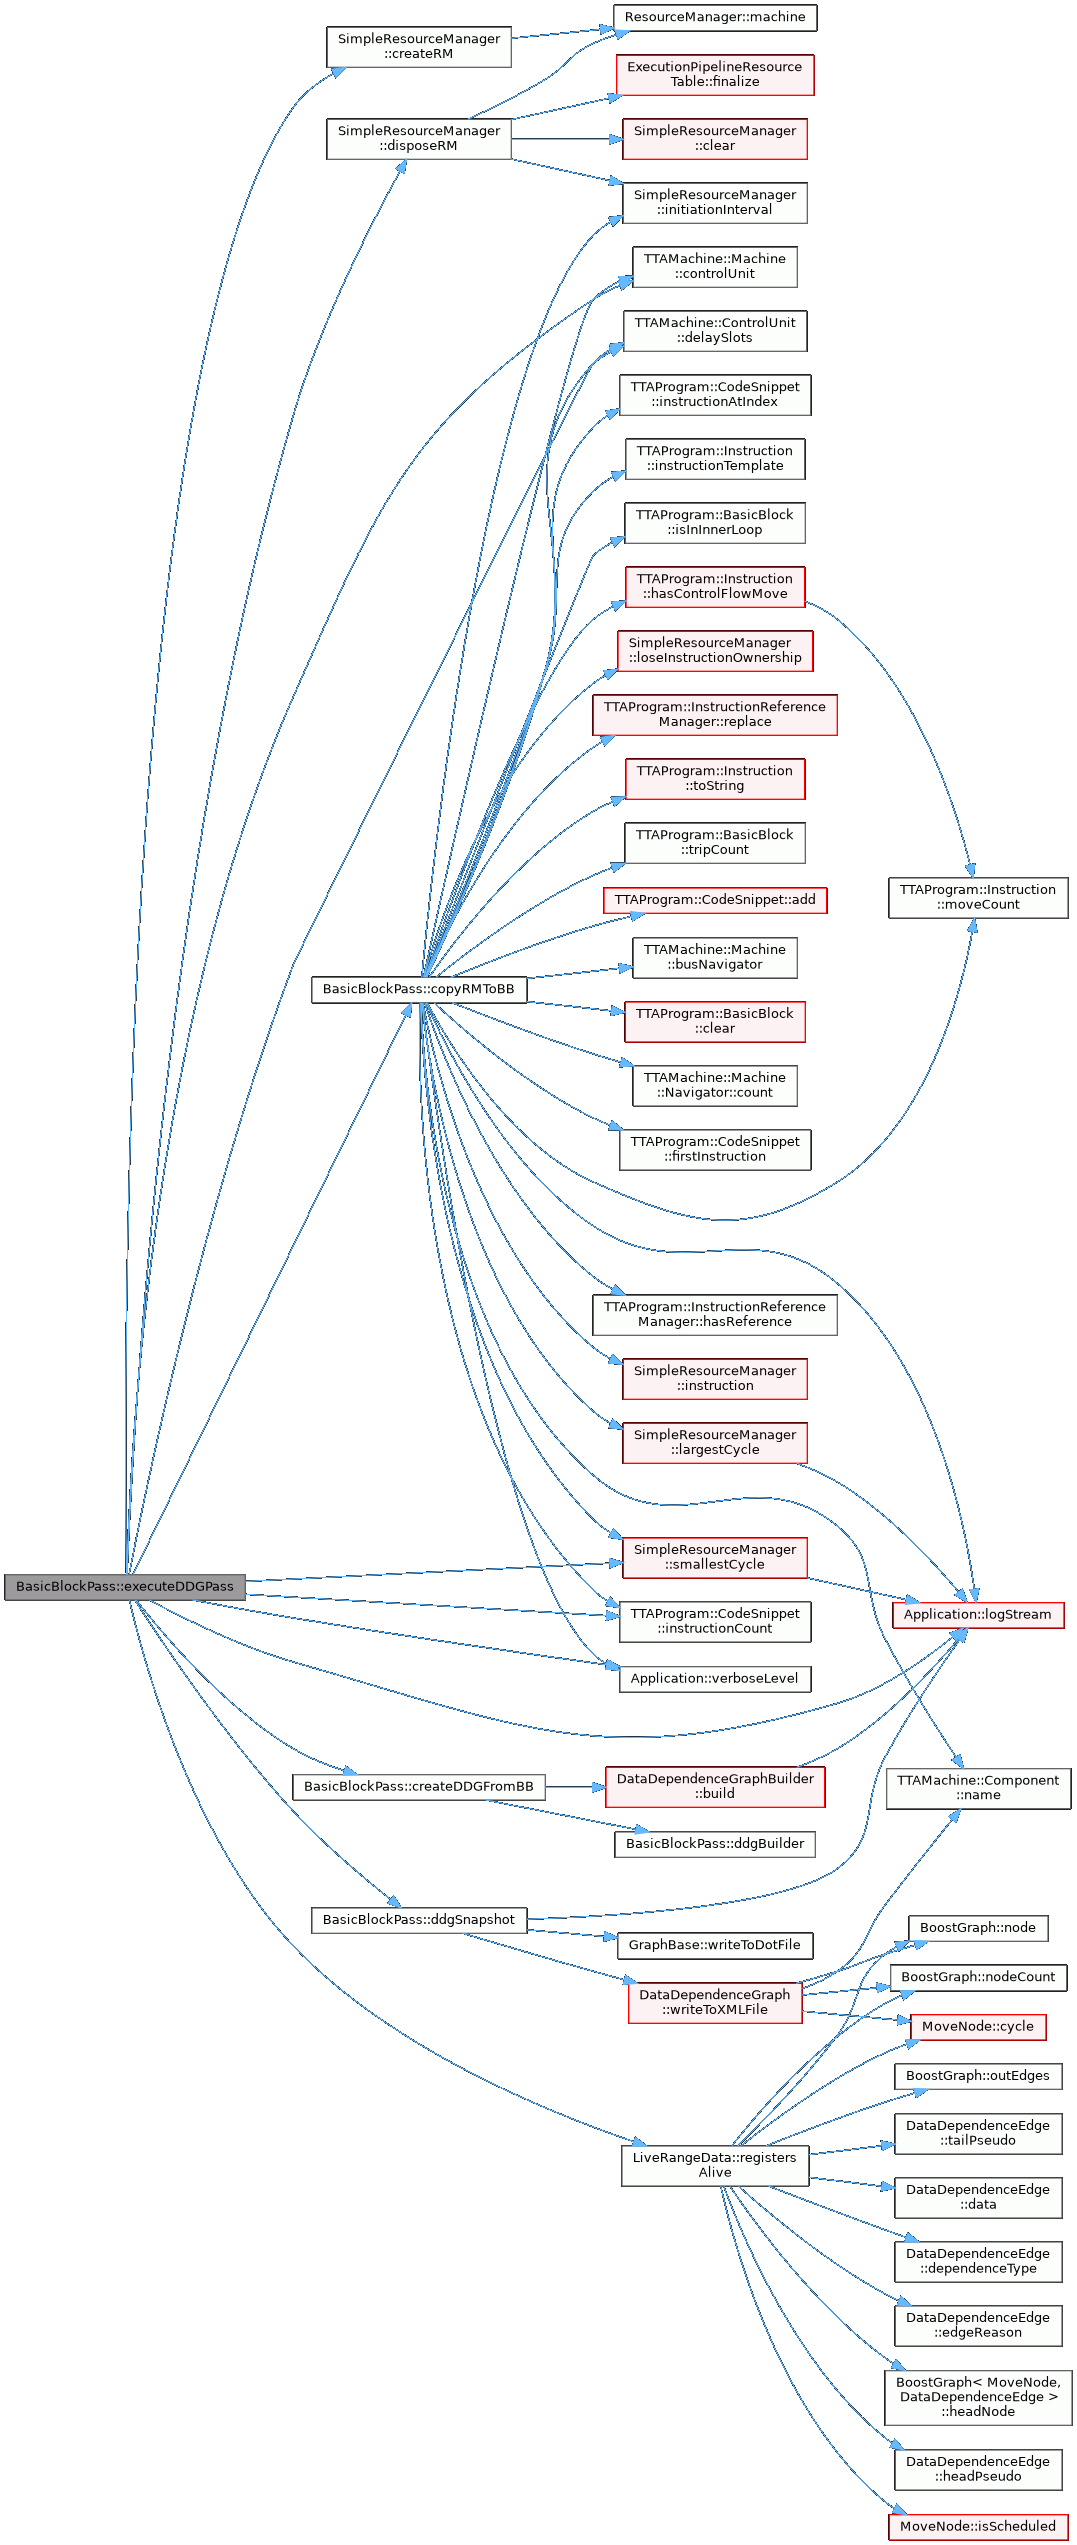 ResourceManager::machine
SimpleResourceManager
::createRM
ExecutionPipelineResource
Table::finalize
SimpleResourceManager
::disposeRM
SimpleResourceManager
::clear
SimpleResourceManager
::initiationInterval
TTAMachine::Machine
::controlUnit
TTAMachine::ControlUnit
::delaySlots
TTAProgram::CodeSnippet
::instructionAtIndex
TTAProgram::Instruction
::instructionTemplate
TTAProgram::BasicBlock
::isInInnerLoop
TTAProgram::Instruction
::hasControlFlowMove
SimpleResourceManager
::loseInstructionOwnership
TTAProgram::InstructionReference
Manager::replace
TTAProgram::Instruction
::toString
TTAProgram::BasicBlock
::tripCount
TTAProgram::Instruction
::moveCount
TTAProgram::CodeSnippet::add
TTAMachine::Machine
::busNavigator
BasicBlockPass::copyRMToBB
TTAProgram::BasicBlock
::clear
TTAMachine::Machine
::Navigator::count
TTAProgram::CodeSnippet
::firstInstruction
TTAProgram::InstructionReference
Manager::hasReference
SimpleResourceManager
::instruction
SimpleResourceManager
::largestCycle
SimpleResourceManager
::smallestCycle
BasicBlockPass::executeDDGPass
TTAProgram::CodeSnippet
::instructionCount
Application::logStream
Application::verboseLevel
BasicBlockPass::createDDGFromBB
DataDependenceGraphBuilder
::build
TTAMachine::Component
::name
BasicBlockPass::ddgBuilder
BasicBlockPass::ddgSnapshot
BoostGraph::node
GraphBase::writeToDotFile
BoostGraph::nodeCount
DataDependenceGraph
::writeToXMLFile
MoveNode::cycle
BoostGraph::outEdges
DataDependenceEdge
::tailPseudo
LiveRangeData::registers
Alive
DataDependenceEdge
::data
DataDependenceEdge
::dependenceType
DataDependenceEdge
::edgeReason
BoostGraph< MoveNode,
DataDependenceEdge >
::headNode
DataDependenceEdge
::headPseudo
MoveNode::isScheduled